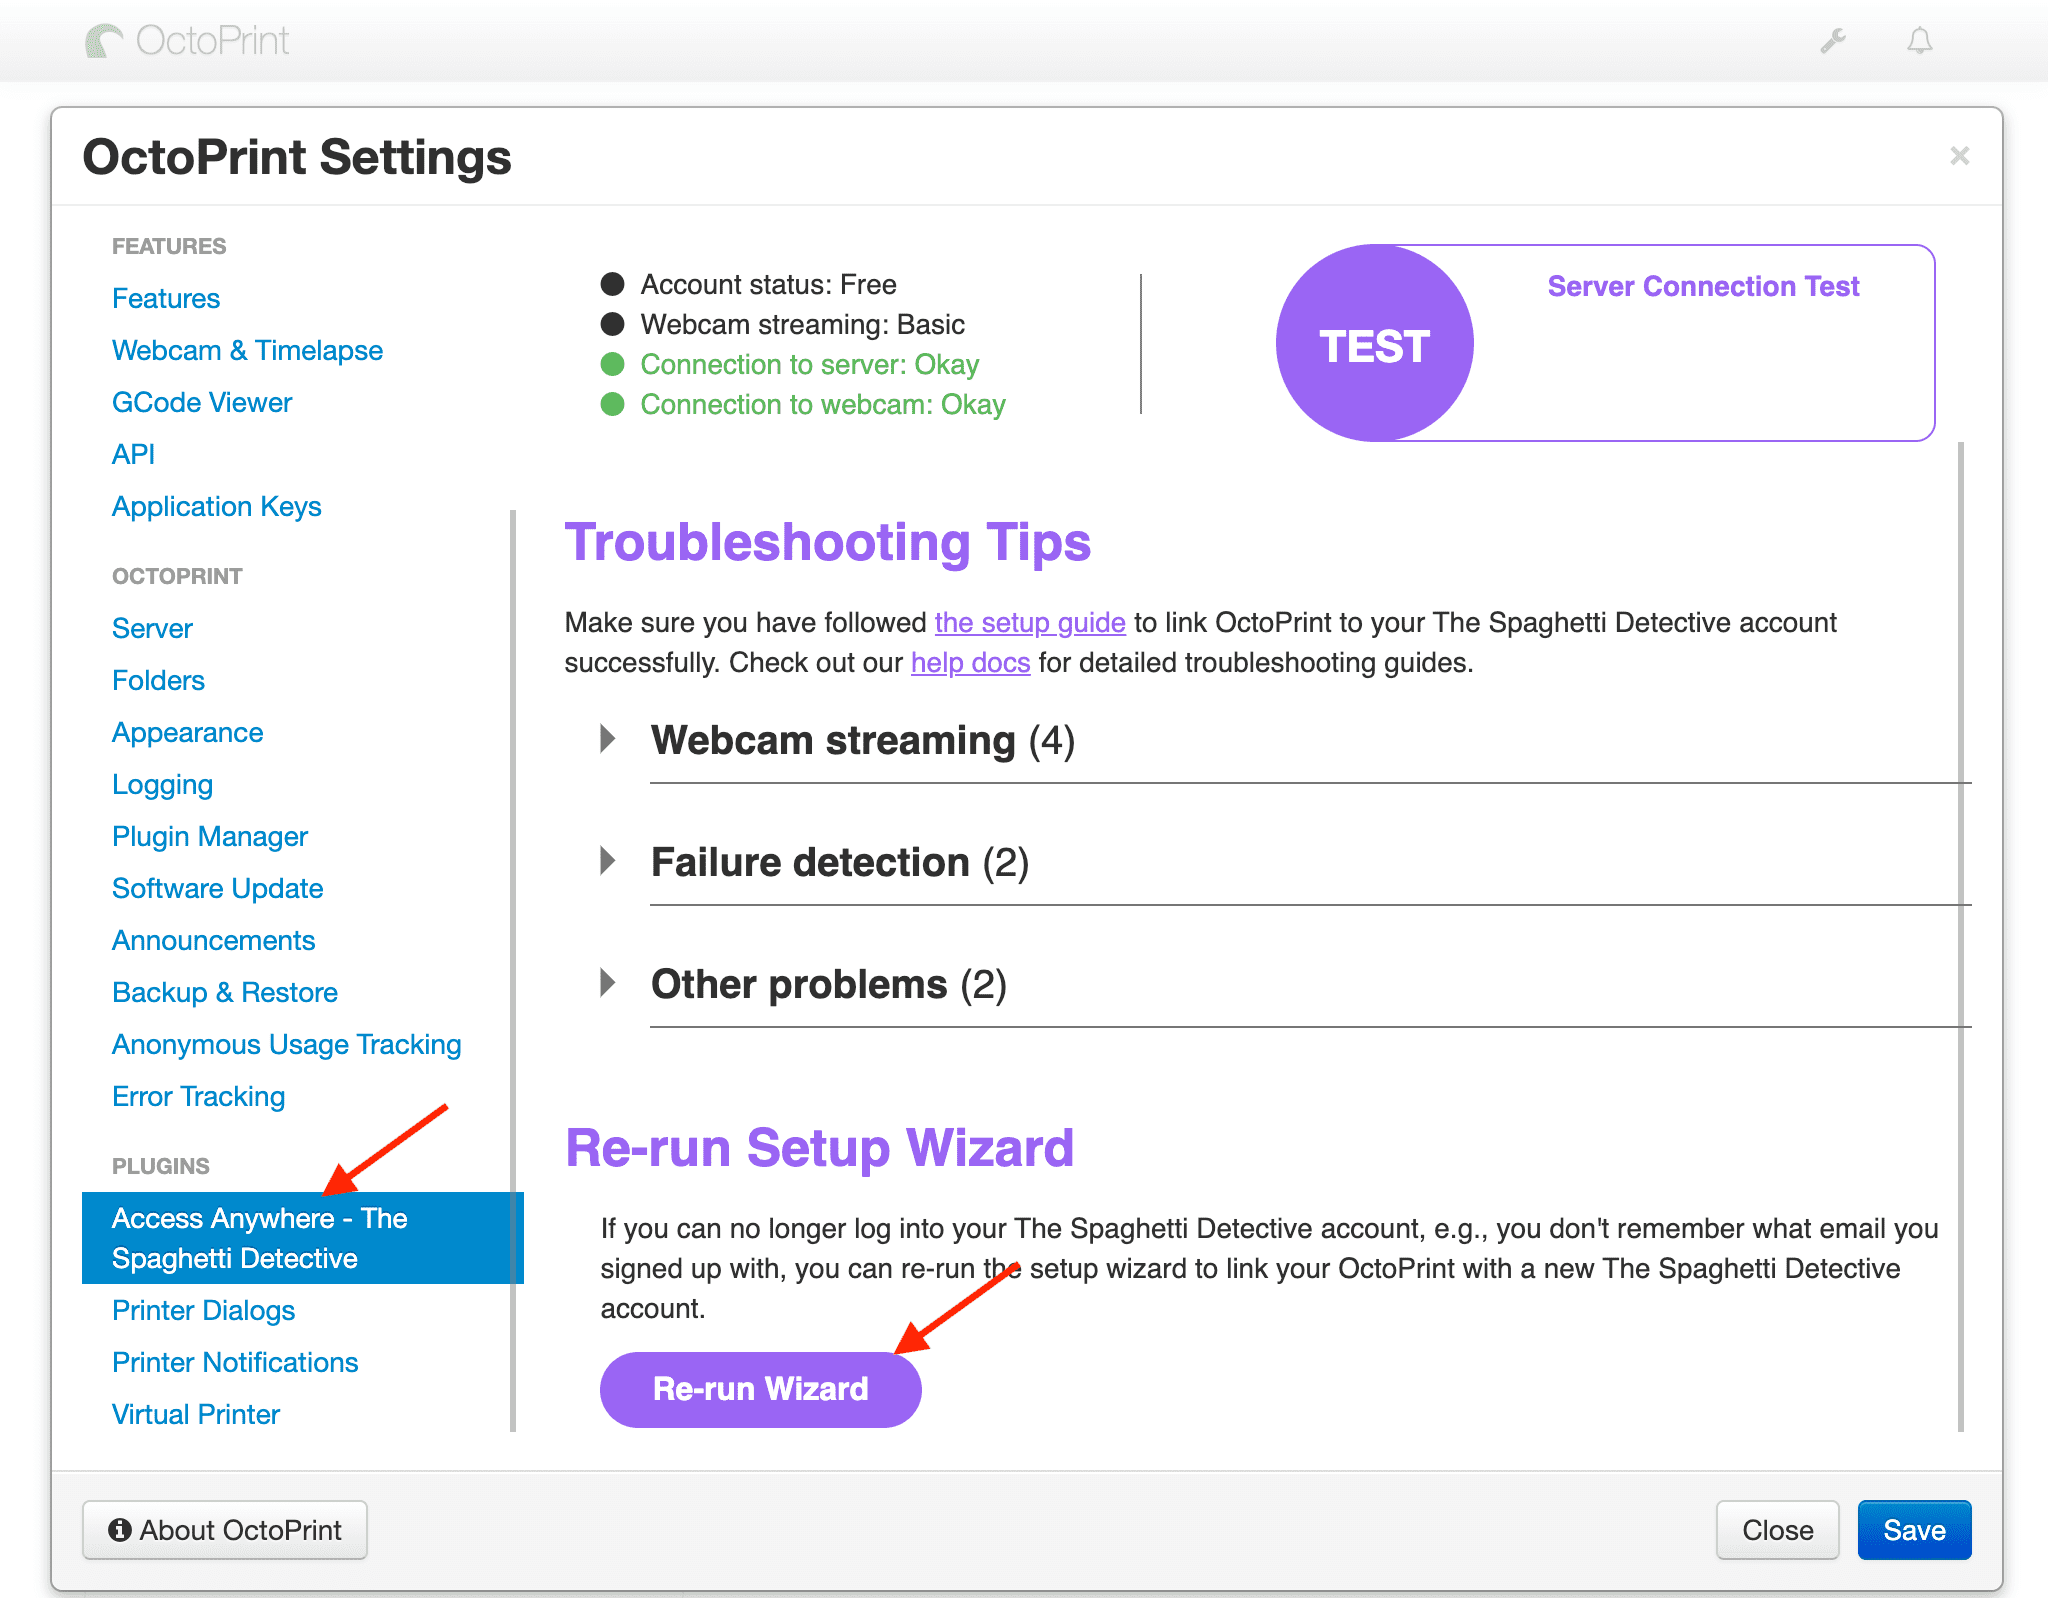 OctoPrint
OctoPrint Settings
×
FEATURES
Features
Webcam & Timelapse
GCode Viewer
API
Application Keys
OCTOPRINT
Server
Folders
Appearance
Logging
Plugin Manager
Software Update
Announcements
Backup & Restore
Anonymous Usage Tracking
Error Tracking
PLUGINS
Access Anywhere - The
Spaghetti Detective
Printer Dialogs
Printer Notifications
Virtual Printer
Account status: Free
Webcam streaming: Basic
Connection to server: Okay
Connection to webcam: Okay
TEST
Server Connection Test
Troubleshooting Tips
Make sure you have followed the setup guide to link OctoPrint to your The Spaghetti Detective account
successfully. Check out our help docs for detailed troubleshooting guides.
Webcam streaming (4)
Failure detection (2)
Other problems (2)
Re-run Setup Wizard
If you can no longer log into your The Spaghetti Detective account, e.g., you don't remember what email you
signed up with, you can re-run the setup wizard to link your OctoPrint with a new The Spaghetti Detective
account.
Re-run Wizard
About OctoPrint
Close
Save